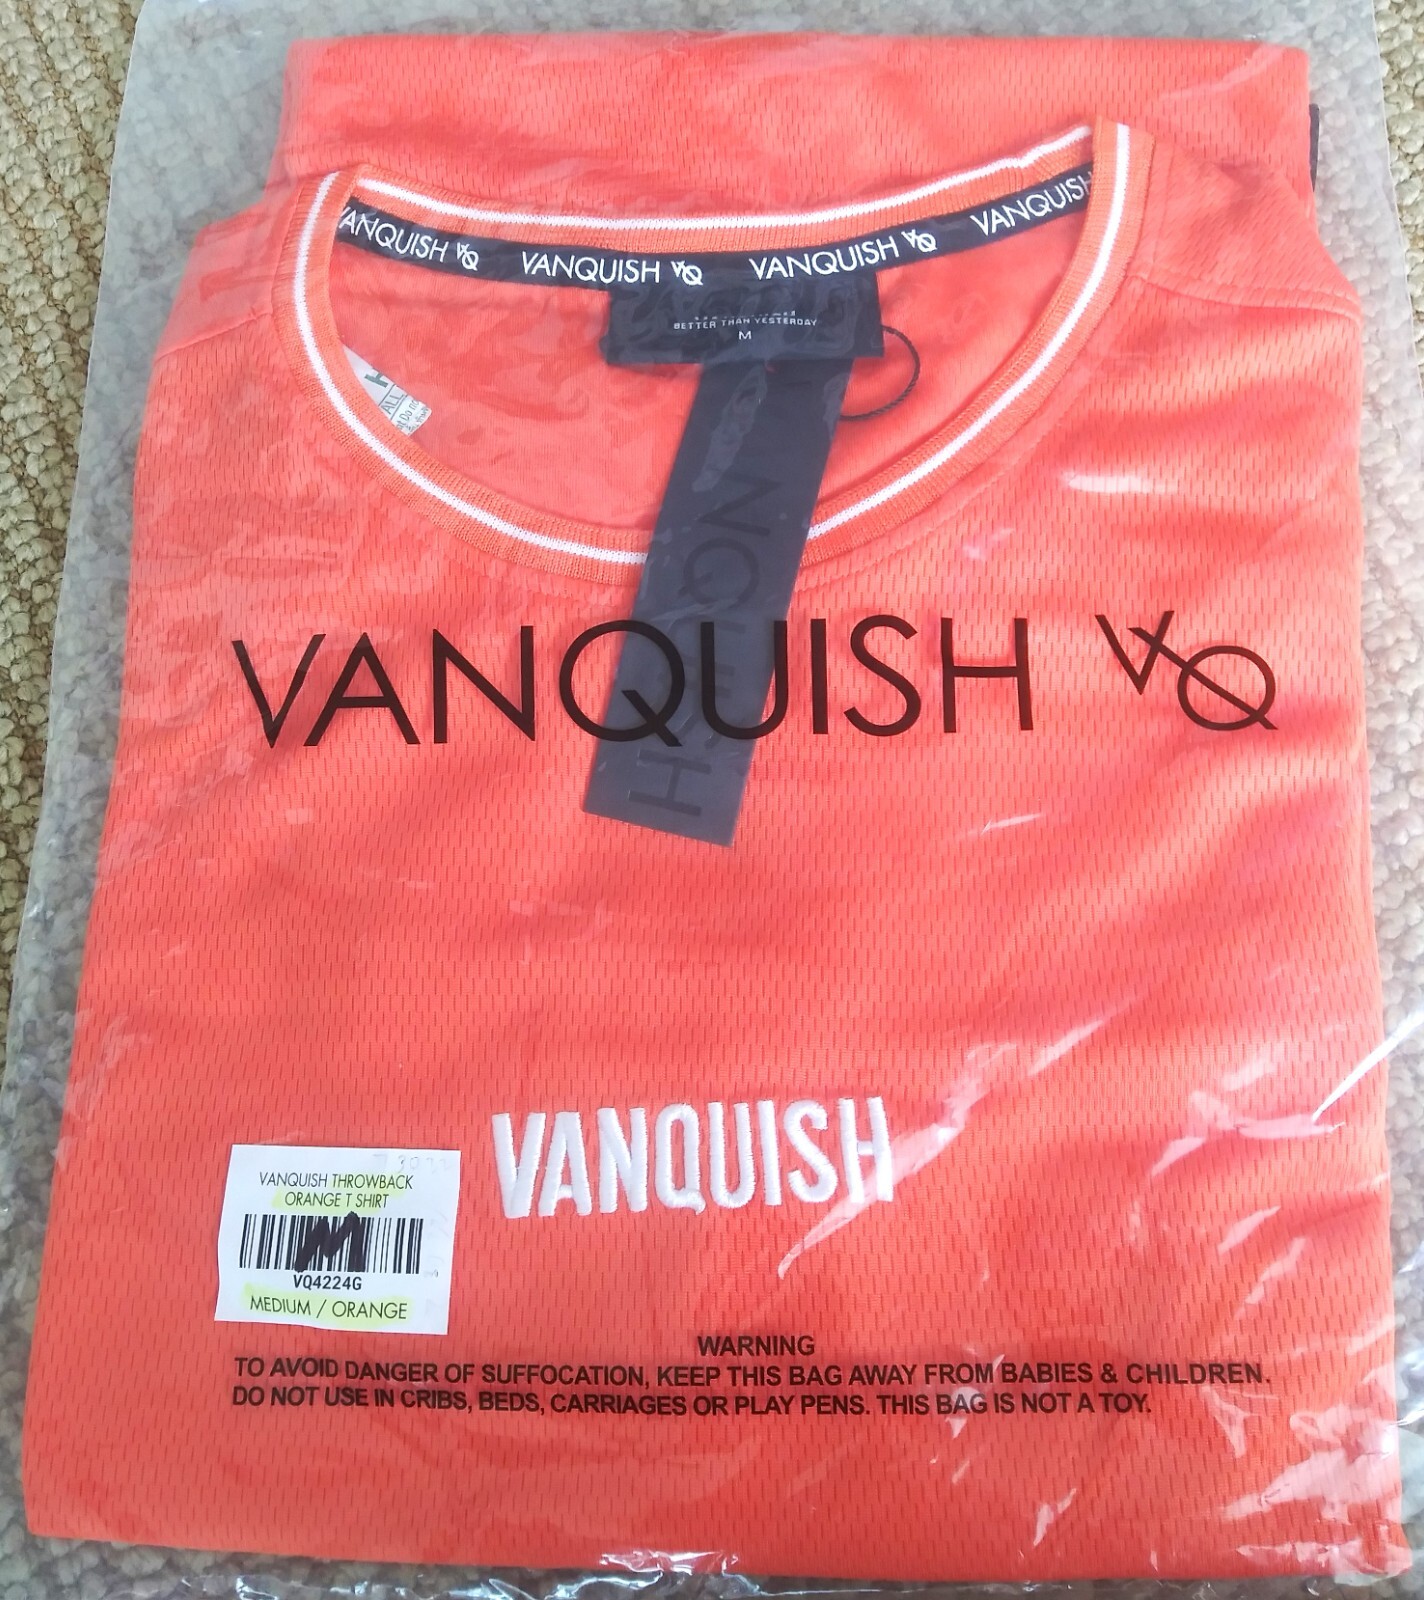 VANQUISH VQ VANQUISH VQ VANQUISH VQ VANQUISH
BETTER THAN YESTERDAY
M
VANQUISH
VANQUISH VQ
VANQUISH
VANQUISH THROWBACK
ORANGE T SHIRT
M
VQ4224G
MEDIUM / ORANGE
WARNING
TO AVOID DANGER OF SUFFOCATION, KEEP THIS BAG AWAY FROM BABIES & CHILDREN.
DO NOT USE IN CRIBS, BEDS, CARRIAGES OR PLAY PENS. THIS BAG IS NOT A TOY.